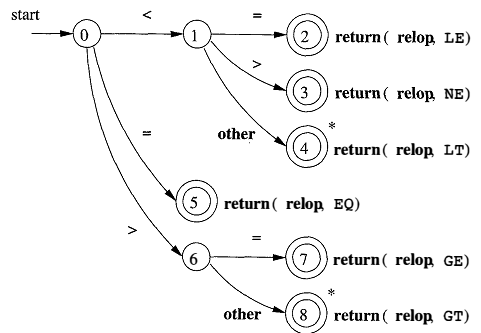 start
0 < 1 = 2 return( relop, LE)
> 3 return( relop, NE)
other 4 * return( relop, LT)
= 5 return( relop, EQ)
> 6 = 7 return( relop, GE)
other 8 * return( relop, GT)